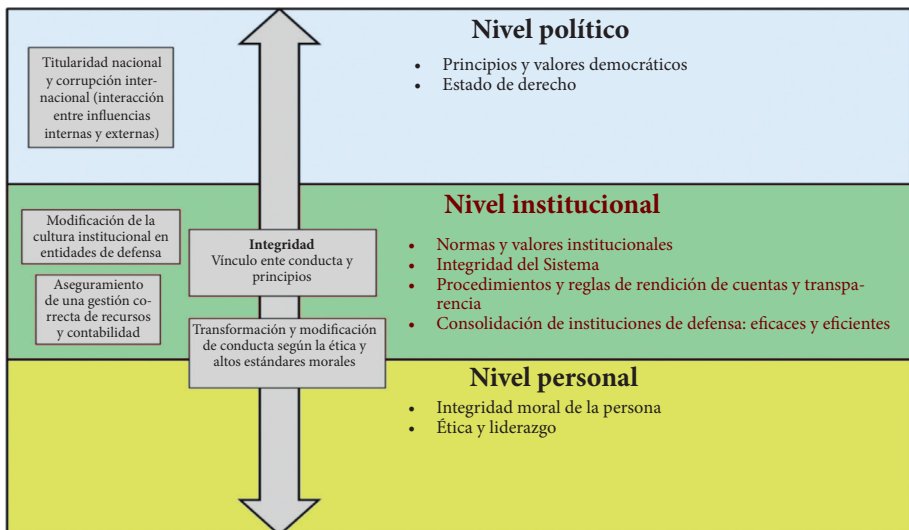 Nivel político
Titularidad nacional
y corrupción inter-
nacional (interacción
entre influencias
internas y externas)
• Principios y valores democráticos
• Estado de derecho
Nivel institucional
Modificación de la
cultura institucional en
entidades de defensa
Aseguramiento
de una gestión co-
rrecta de recursos
y contabilidad
Integridad
Vínculo ente conducta y
principios
Transformación y modificación
de conducta según la ética y
altos estándares morales
• Normas y valores institucionales
• Integridad del Sistema
• Procedimientos y reglas de rendición de cuentas y transpa-
rencia
• Consolidación de instituciones de defensa: eficaces y eficientes
Nivel personal
• Integridad moral de la persona
• Ética y liderazgo